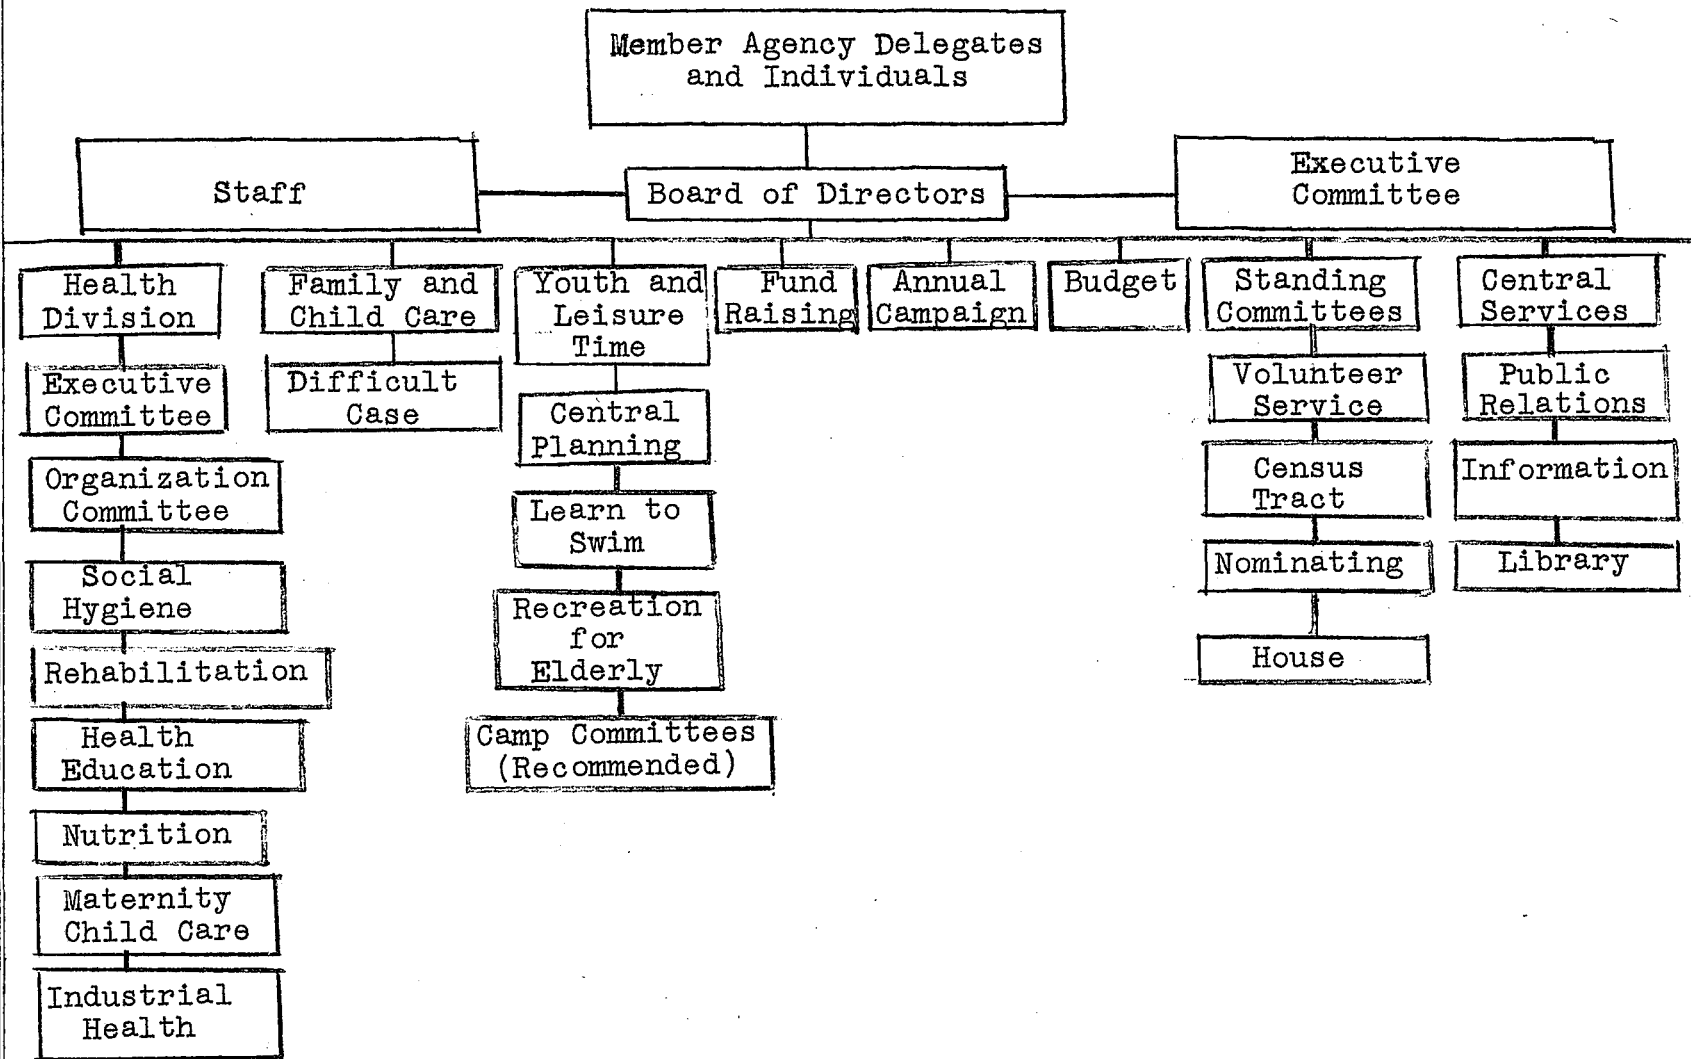 Member Agency Delegates
and Individuals
Staff
Board of Directors
Executive
Committee
Health
Division
Family and
Child Care
Youth and
Leisure
Time
Fund
Raising
Annual
Campaign
Budget
Standing
Committees
Central
Services
Executive
Committee
Organization
Committee
Social
Hygiene
Rehabilitation
Health
Education
Nutrition
Maternity
Child Care
Industrial
Health
Difficult
Case
Central
Planning
Learn to
Swim
Recreation
for
Elderly
Camp Committees
(Recommended)
Volunteer
Service
Census
Tract
Nominating
House
Public
Relations
Information
Library